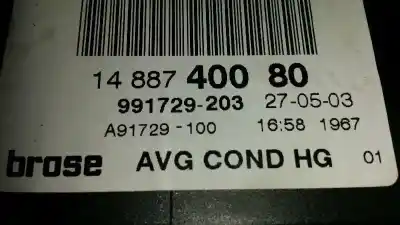 14 887 400 80
991729-203 27-05-03
A91729 -100 16:58 1967
brose AVG COND HG 01